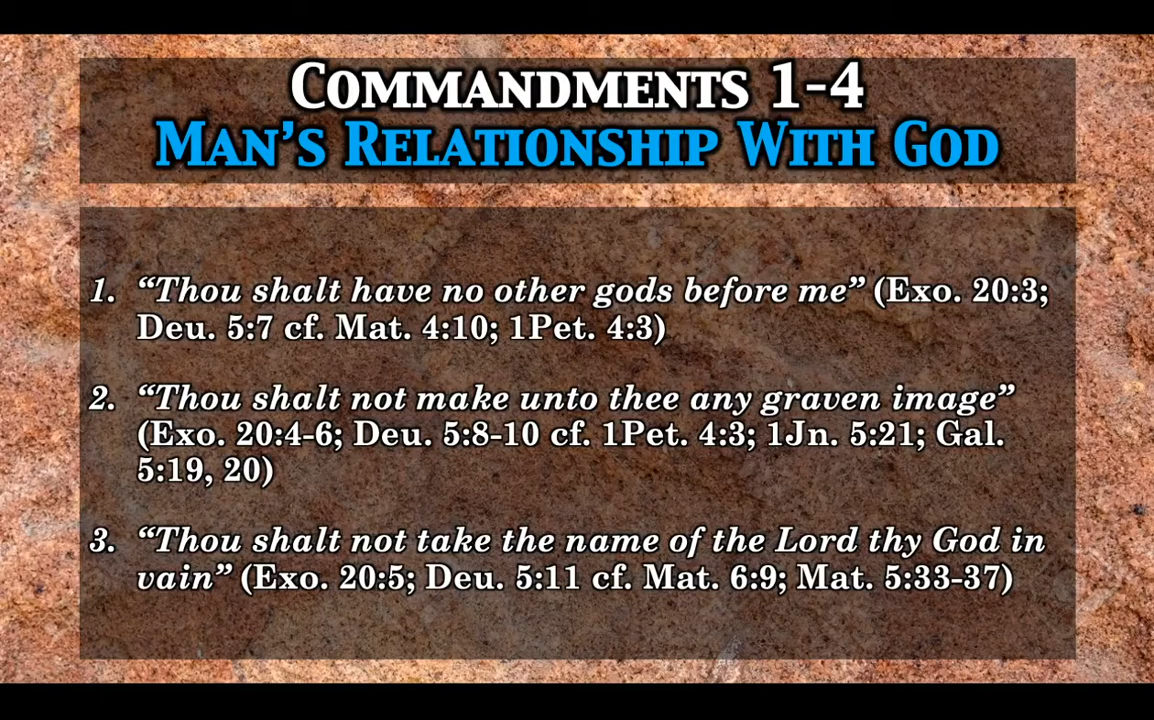 COMMANDMENTS 1-4
MAN’S RELATIONSHIP WITH GOD
1. “Thou shalt have no other gods before me” (Exo. 20:3;
Deu. 5:7 cf. Mat. 4:10; 1Pet. 4:3)
2. “Thou shalt not make unto thee any graven image”
(Exo. 20:4-6; Deu. 5:8-10 cf. 1Pet. 4:3; 1Jn. 5:21; Gal.
5:19, 20)
3. “Thou shalt not take the name of the Lord thy God in
vain” (Exo. 20:5; Deu. 5:11 cf. Mat. 6:9; Mat. 5:33-37)